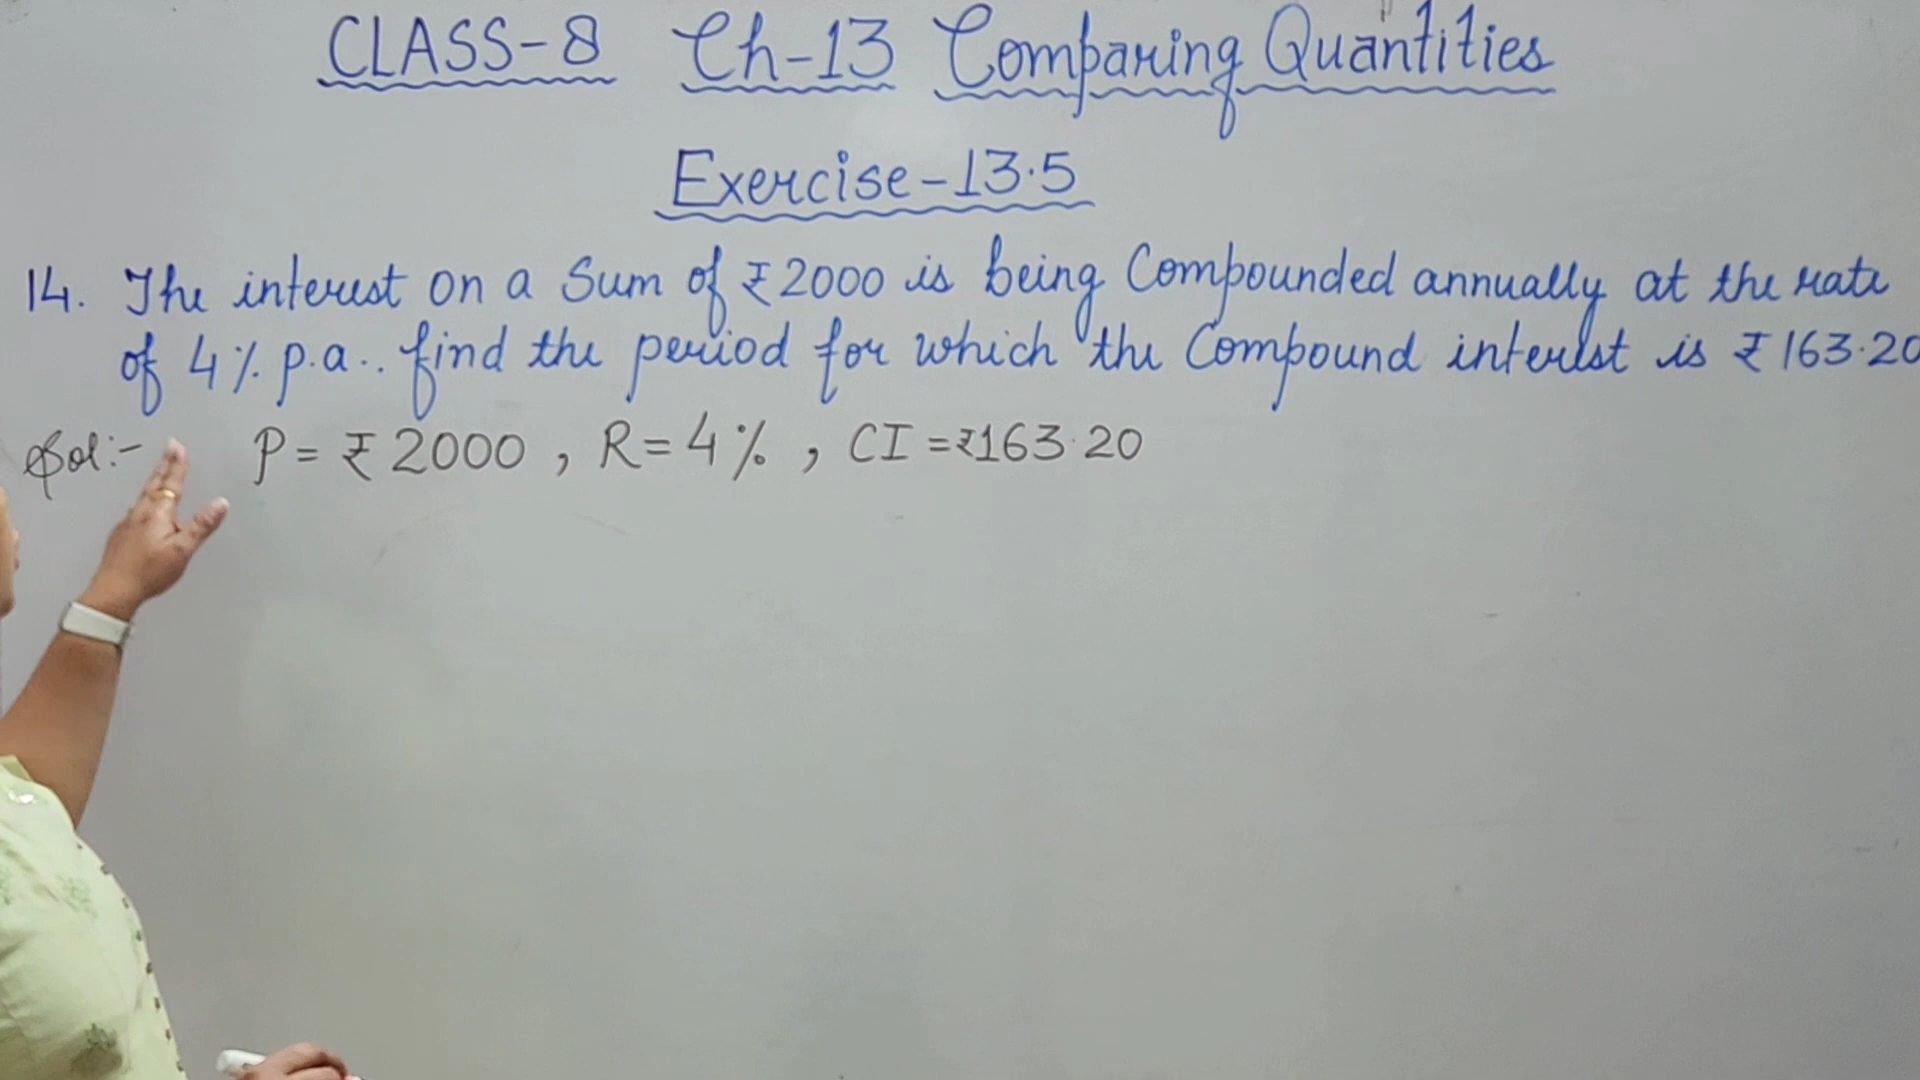 CLASS-8 Ch-13 Comparing Quantities
Exercise-13.5
14. The interest on a Sum of ₹2000 is being Compounded annually at the rate
of 4% p.a.. find the period for which the Compound interest is ₹163.20
Sol:- P = ₹2000, R=4%, CI=₹163.20